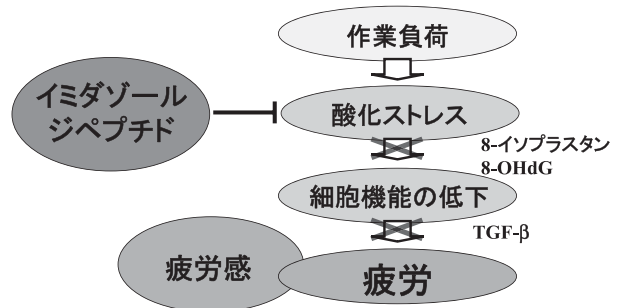 作業負荷
イミダゾール
ジペプチド
酸化ストレス
8-イソプラスタン
8-OHdG
細胞機能の低下
TGF-β
疲労感
疲労